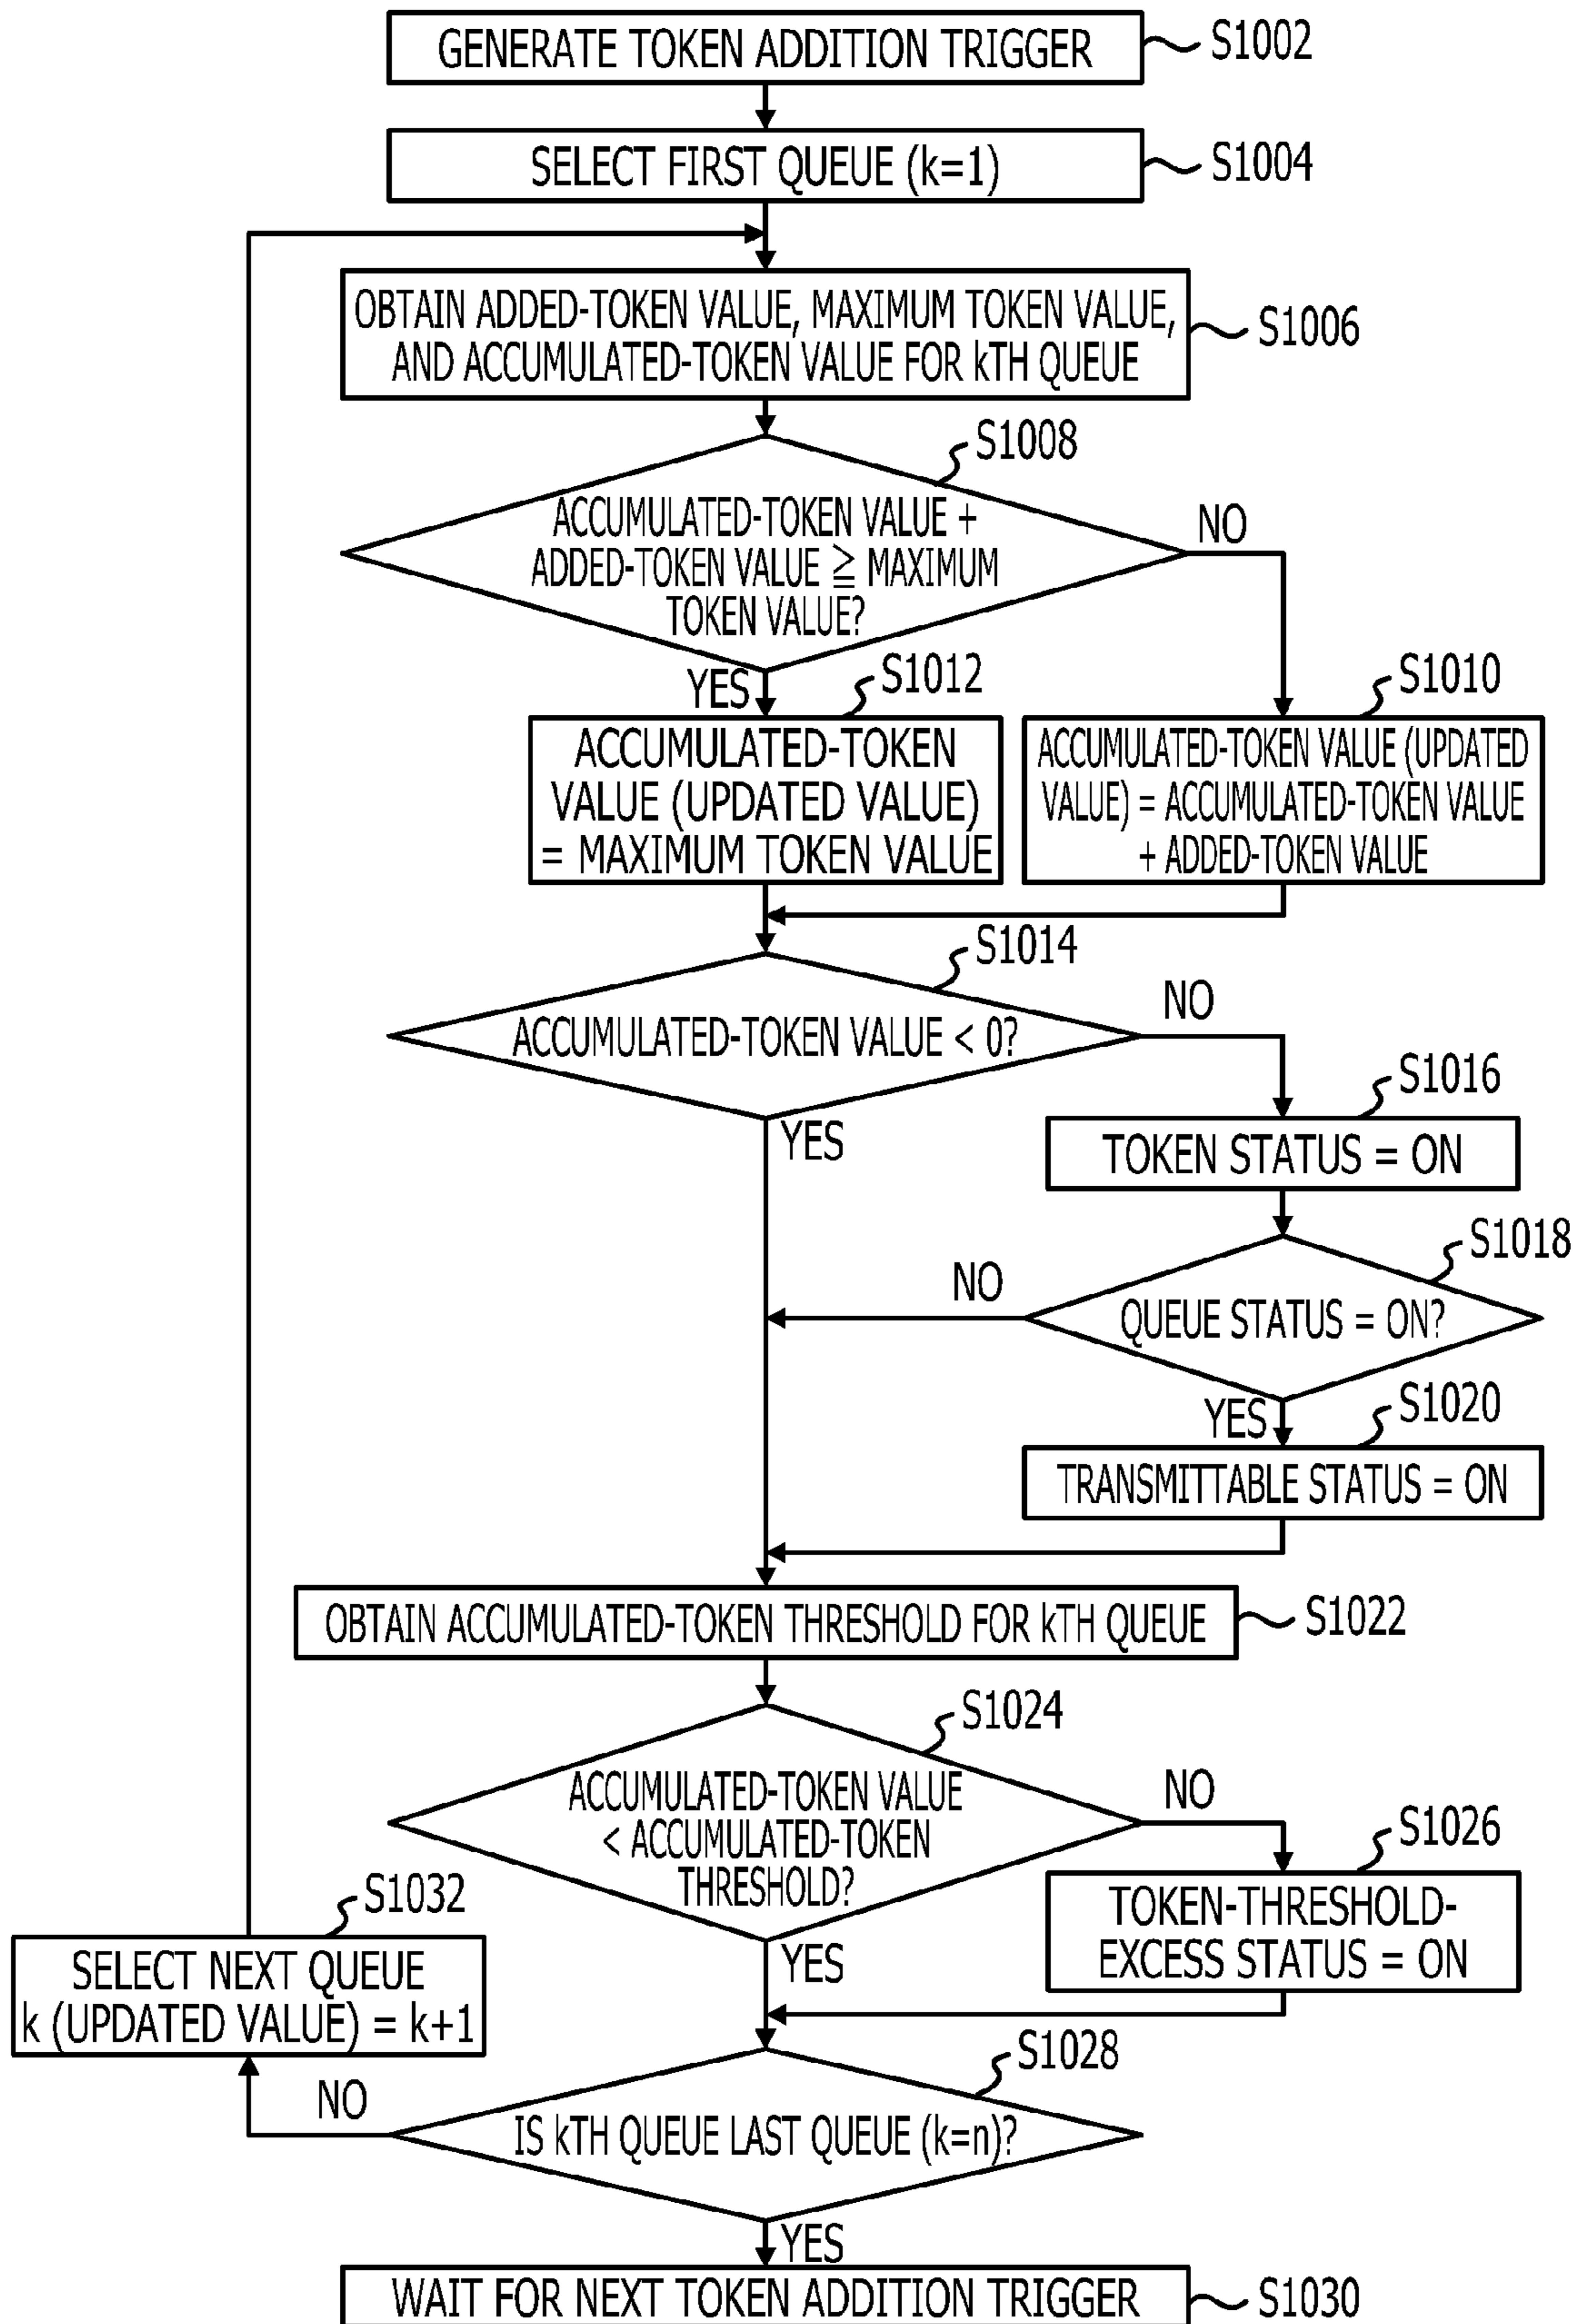 GENERATE TOKEN ADDITION TRIGGER
S1002
SELECT FIRST QUEUE (k=1)
S1004
OBTAIN ADDED-TOKEN VALUE, MAXIMUM TOKEN VALUE,
AND ACCUMULATED-TOKEN VALUE FOR kTH QUEUE
S1006
S1008
ACCUMULATED-TOKEN VALUE +
ADDED-TOKEN VALUE ≧ MAXIMUM
TOKEN VALUE?
NO
YES
S1012
ACCUMULATED-TOKEN
VALUE (UPDATED VALUE)
= MAXIMUM TOKEN VALUE
S1010
ACCUMULATED-TOKEN VALUE (UPDATED
VALUE) = ACCUMULATED-TOKEN VALUE
+ ADDED-TOKEN VALUE
S1014
ACCUMULATED-TOKEN VALUE < 0?
NO
YES
S1016
TOKEN STATUS = ON
S1018
QUEUE STATUS = ON?
NO
YES
S1020
TRANSMITTABLE STATUS = ON
OBTAIN ACCUMULATED-TOKEN THRESHOLD FOR kTH QUEUE
S1022
S1024
ACCUMULATED-TOKEN VALUE
< ACCUMULATED-TOKEN
THRESHOLD?
NO
YES
S1026
TOKEN-THRESHOLD-
EXCESS STATUS = ON
S1032
SELECT NEXT QUEUE
k (UPDATED VALUE) = k+1
S1028
IS kTH QUEUE LAST QUEUE (k=n)?
NO
YES
WAIT FOR NEXT TOKEN ADDITION TRIGGER
S1030